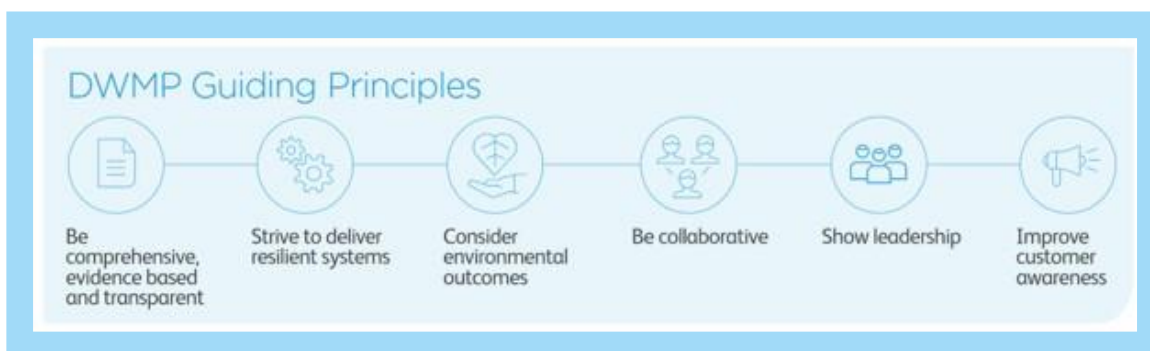 DWMP Guiding Principles
Be
comprehensive,
evidence based
and transparent
Strive to deliver
resilient systems
Consider
environmental
outcomes
Be collaborative
Show leadership
Improve
customer
awareness